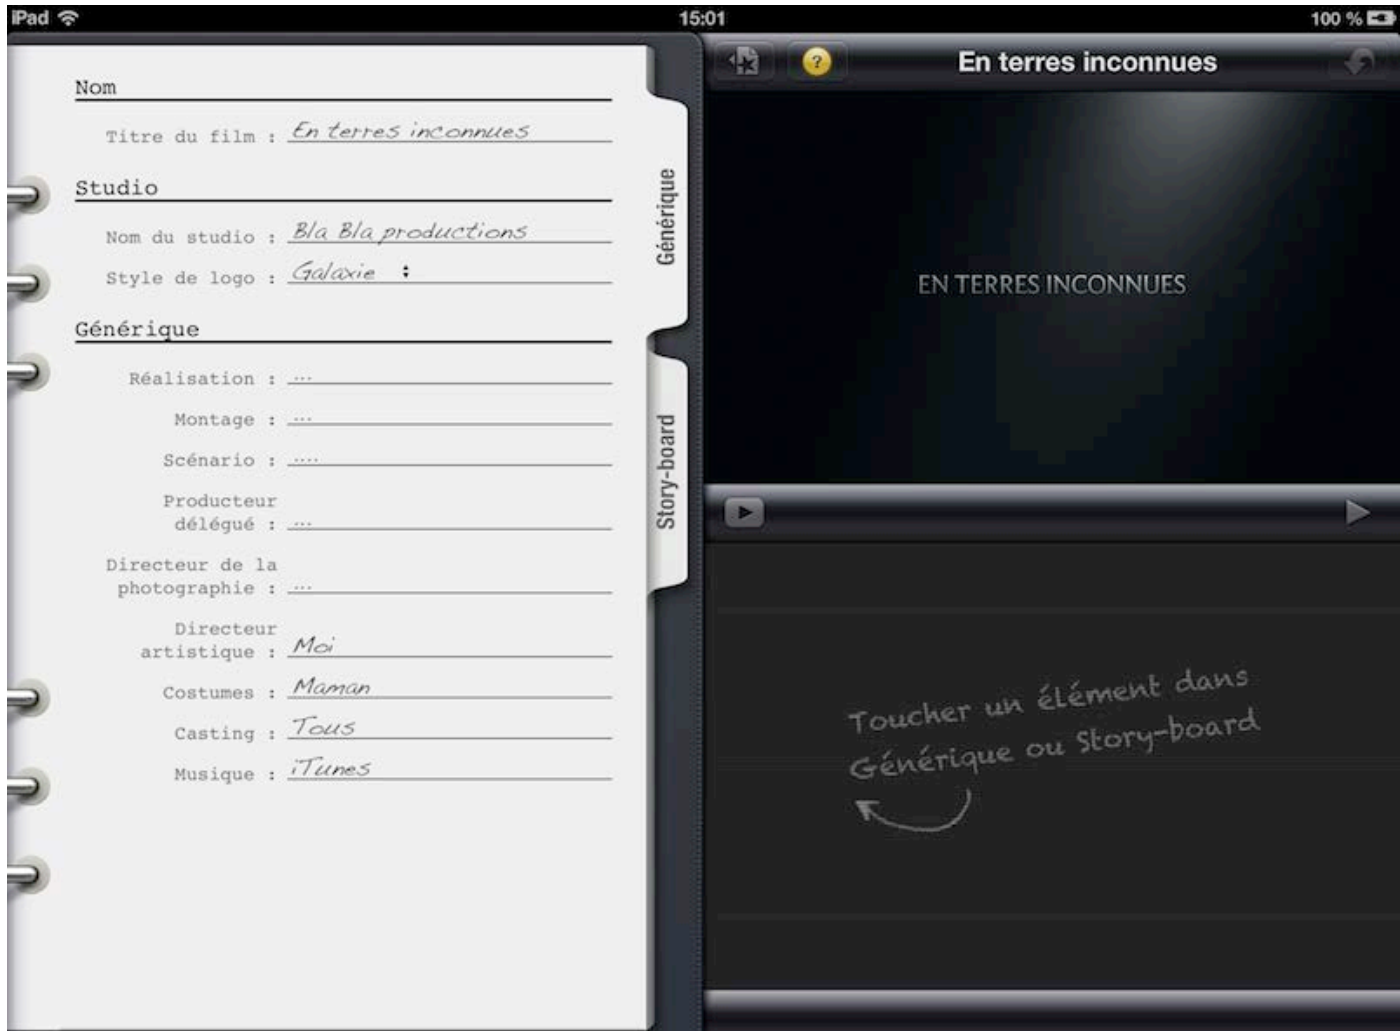 iPad 15:01 100 %
Nom
Titre du film : En terres inconnues
Studio
Nom du studio : Bla Bla productions
Style de logo : Galaxie
Générique
Réalisation : ...
Montage : ...
Scénario : ....
Producteur
délégué : ...
Directeur de la
photographie : ...
Directeur
artistique : Moi
Costumes : Maman
Casting : Tous
Musique : iTunes
Générique
Story-board
? En terres inconnues
EN TERRES INCONNUES
Toucher un élément dans
Générique ou Story-board